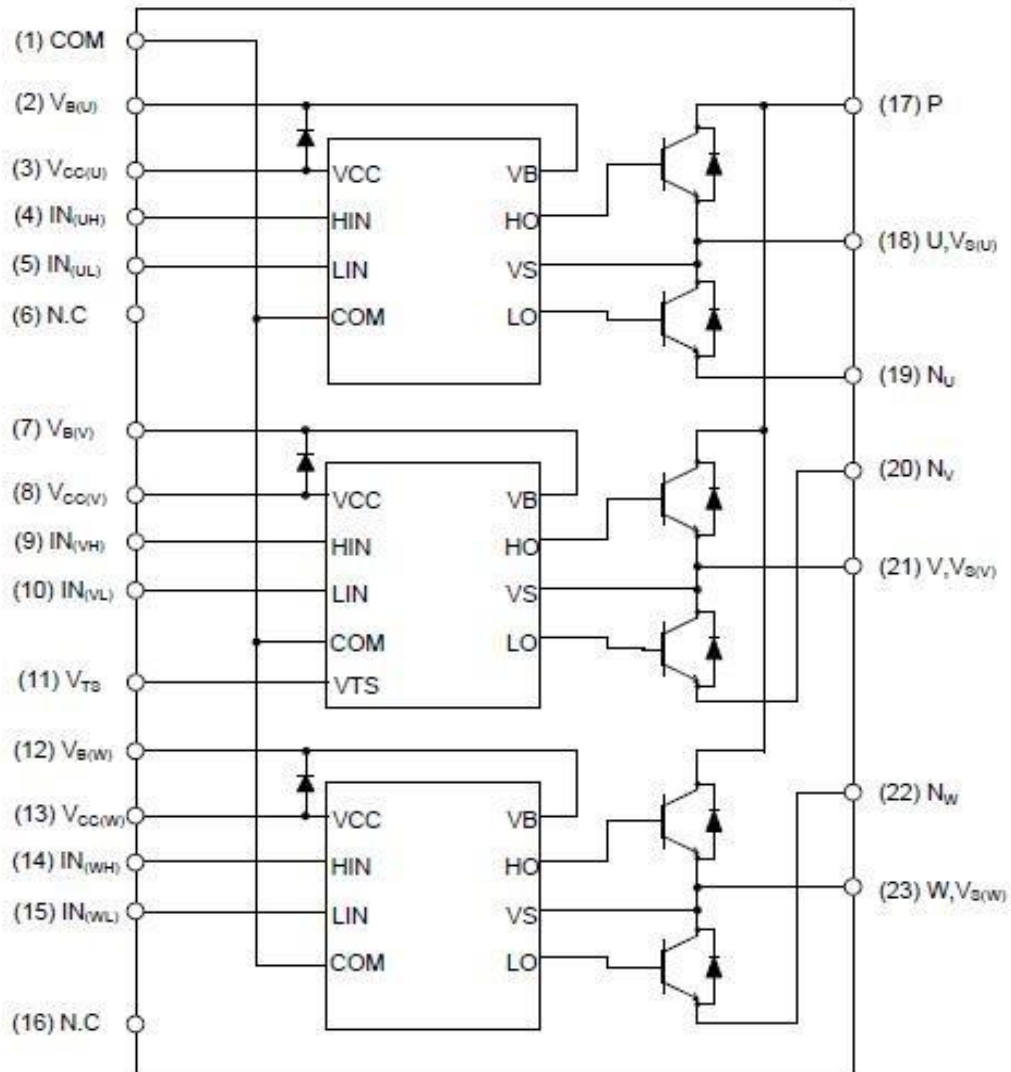 (1) COM
(2) VB(U)
(3) VCC(U)
(4) IN(UH)
(5) IN(UL)
(6) N.C
(7) VB(V)
(8) VCC(V)
(9) IN(VH)
(10) IN(VL)
(11) VTS
(12) VB(W)
(13) VCC(W)
(14) IN(WH)
(15) IN(WL)
(16) N.C
VCC
HIN
LIN
COM
VB
HO
VS
LO
VCC
HIN
LIN
COM
VTS
VB
HO
VS
LO
VCC
HIN
LIN
COM
VB
HO
VS
LO
(17) P
(18) U,VS(U)
(19) NU
(20) NV
(21) V,VS(V)
(22) NW
(23) W,VS(W)